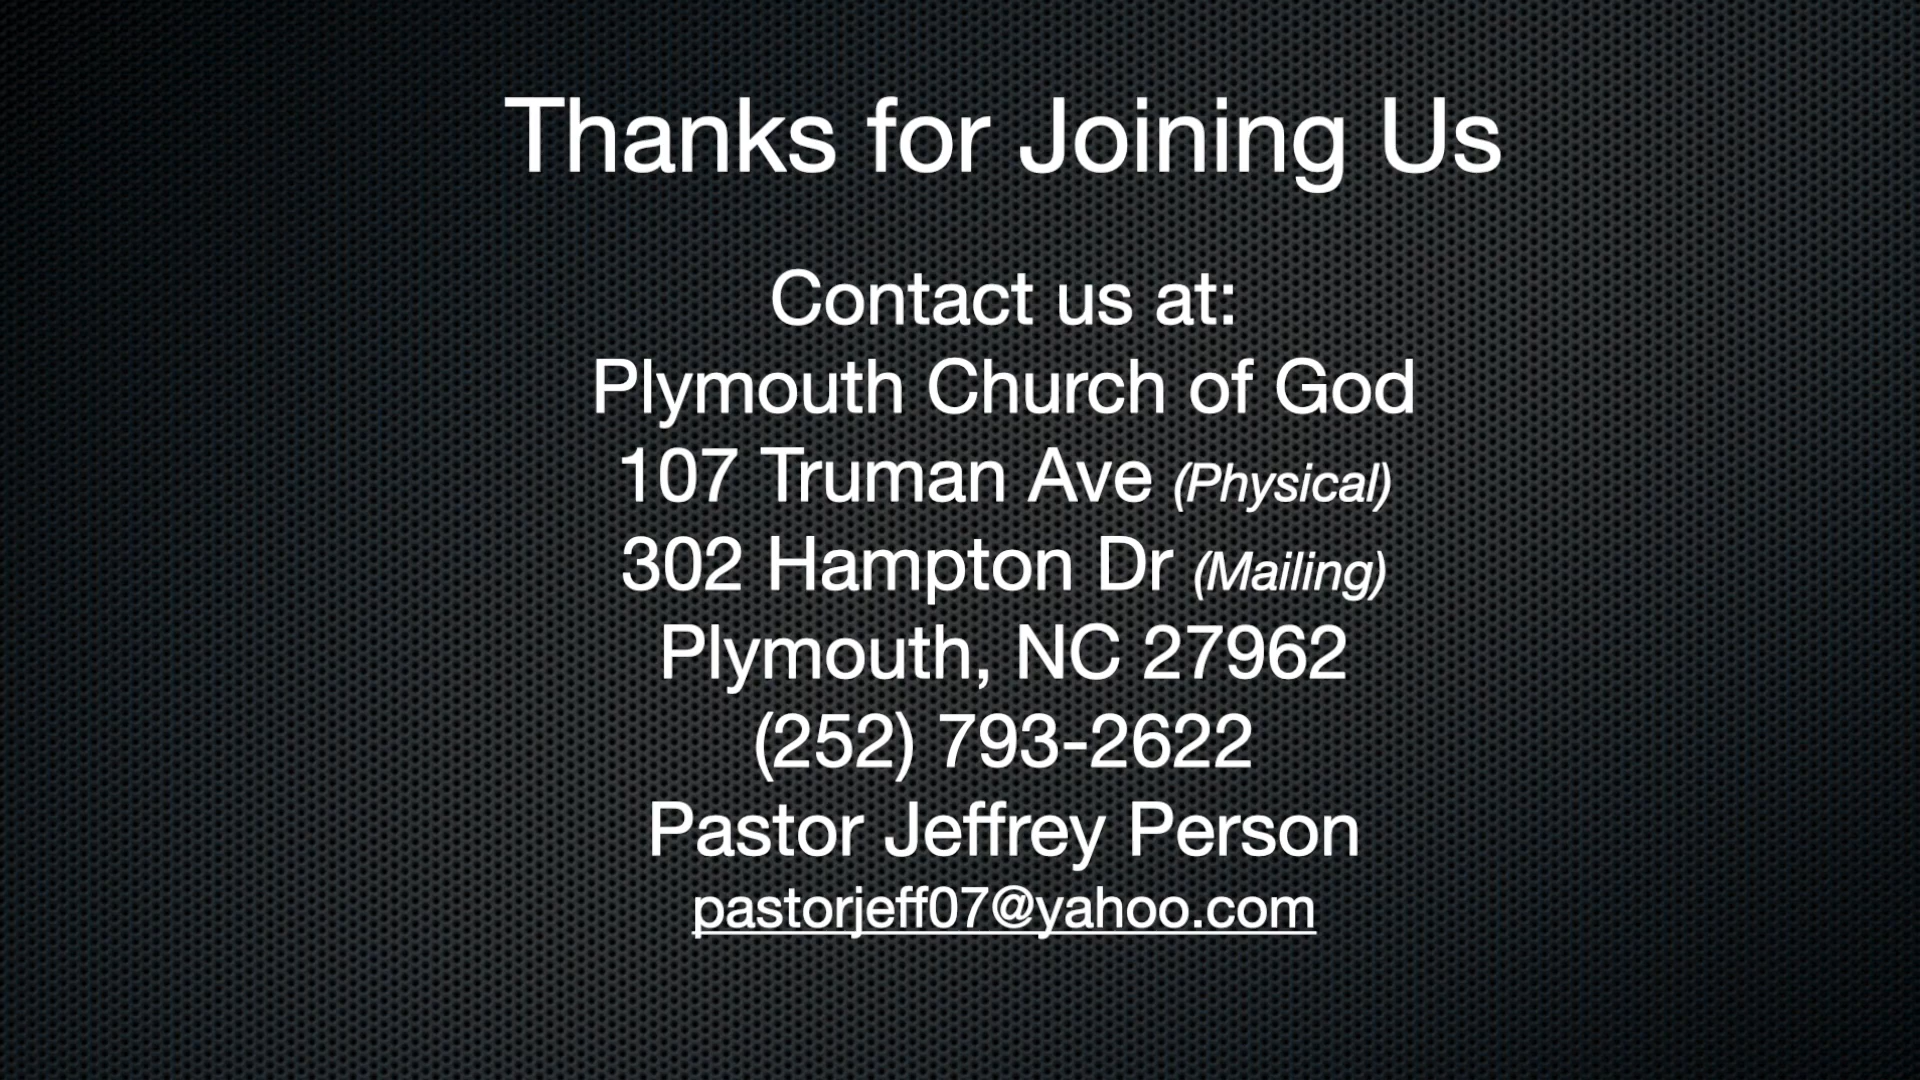 Thanks for Joining Us
Contact us at:
Plymouth Church of God
107 Truman Ave (Physical)
302 Hampton Dr (Mailing)
Plymouth, NC 27962
(252) 793-2622
Pastor Jeffrey Person
pastorjeff07@yahoo.com